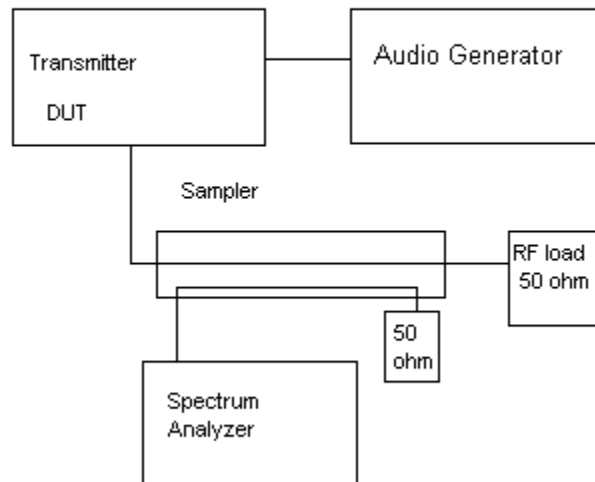 Transmitter
DUT
Audio Generator
Sampler
RF load
50 ohm
50
ohm
Spectrum
Analyzer